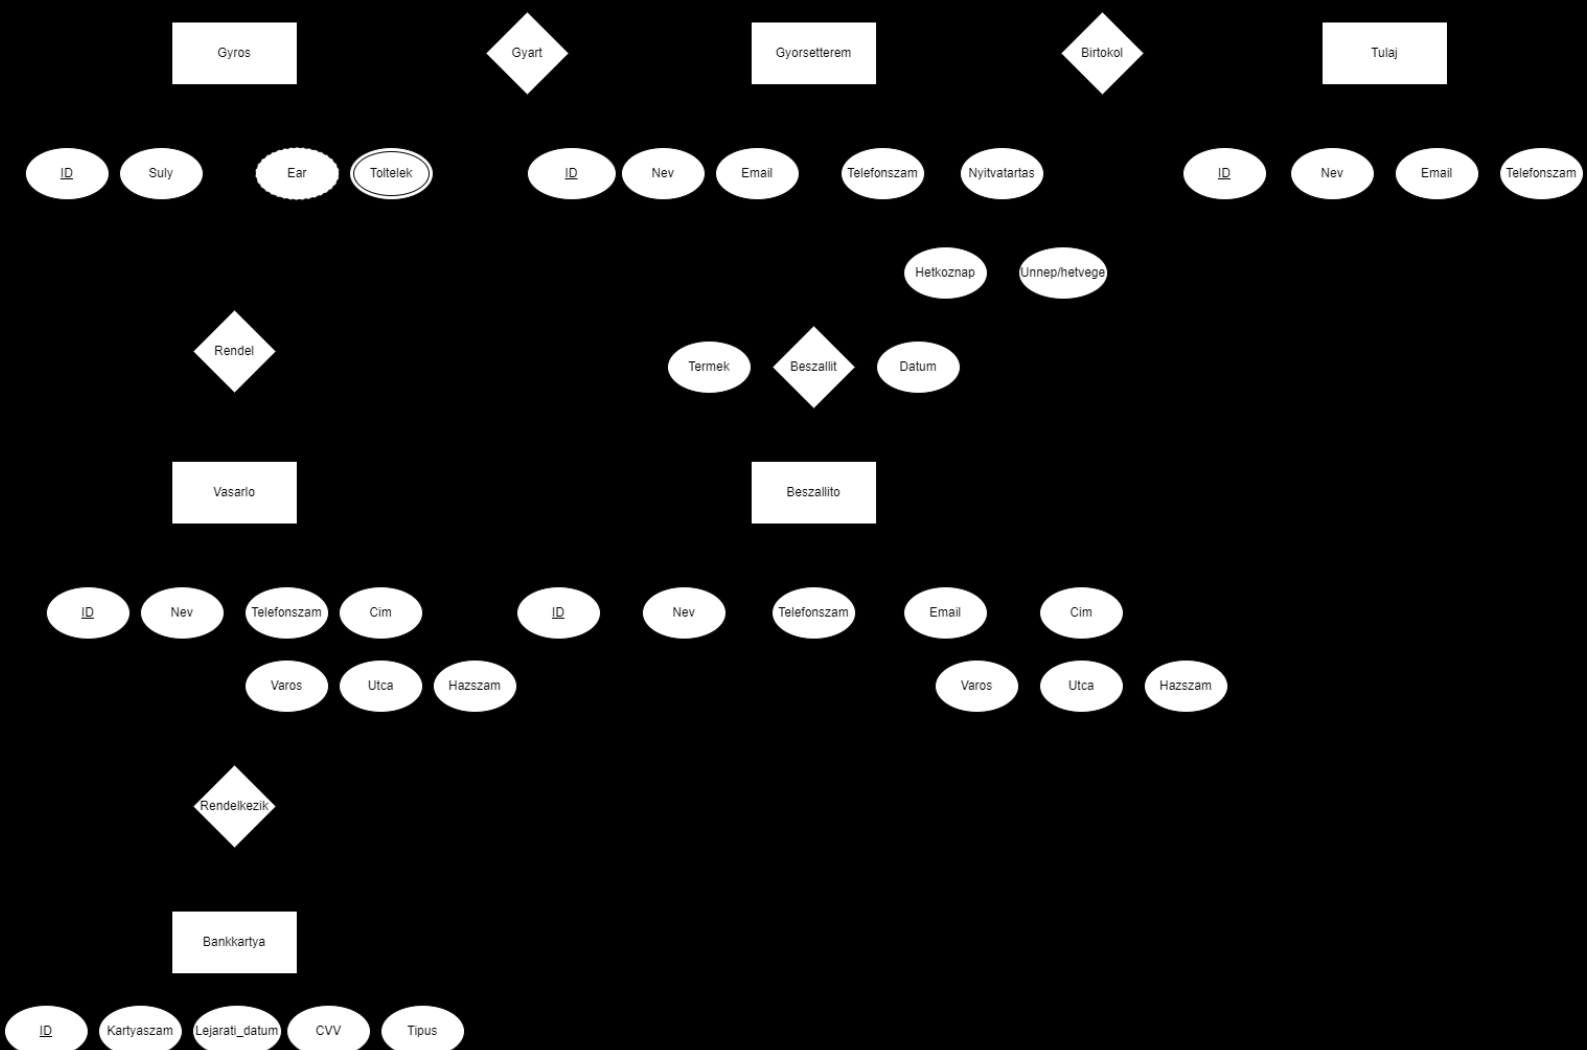 Gyros
Gyart
Gyorsetterem
Birtokol
Tulaj
ID
Suly
Ear
Toltelek
ID
Nev
Email
Telefonszam
Nyitvatartas
ID
Nev
Email
Telefonszam
Hetkoznap
Unnep/hetvege
Rendel
Termek
Beszallit
Datum
Vasarlo
Beszallito
ID
Nev
Telefonszam
Cim
ID
Nev
Telefonszam
Email
Cim
Varos
Utca
Hazszam
Varos
Utca
Hazszam
Rendelkezik
Bankkartya
ID
Kartyaszam
Lejarati_datum
CVV
Tipus